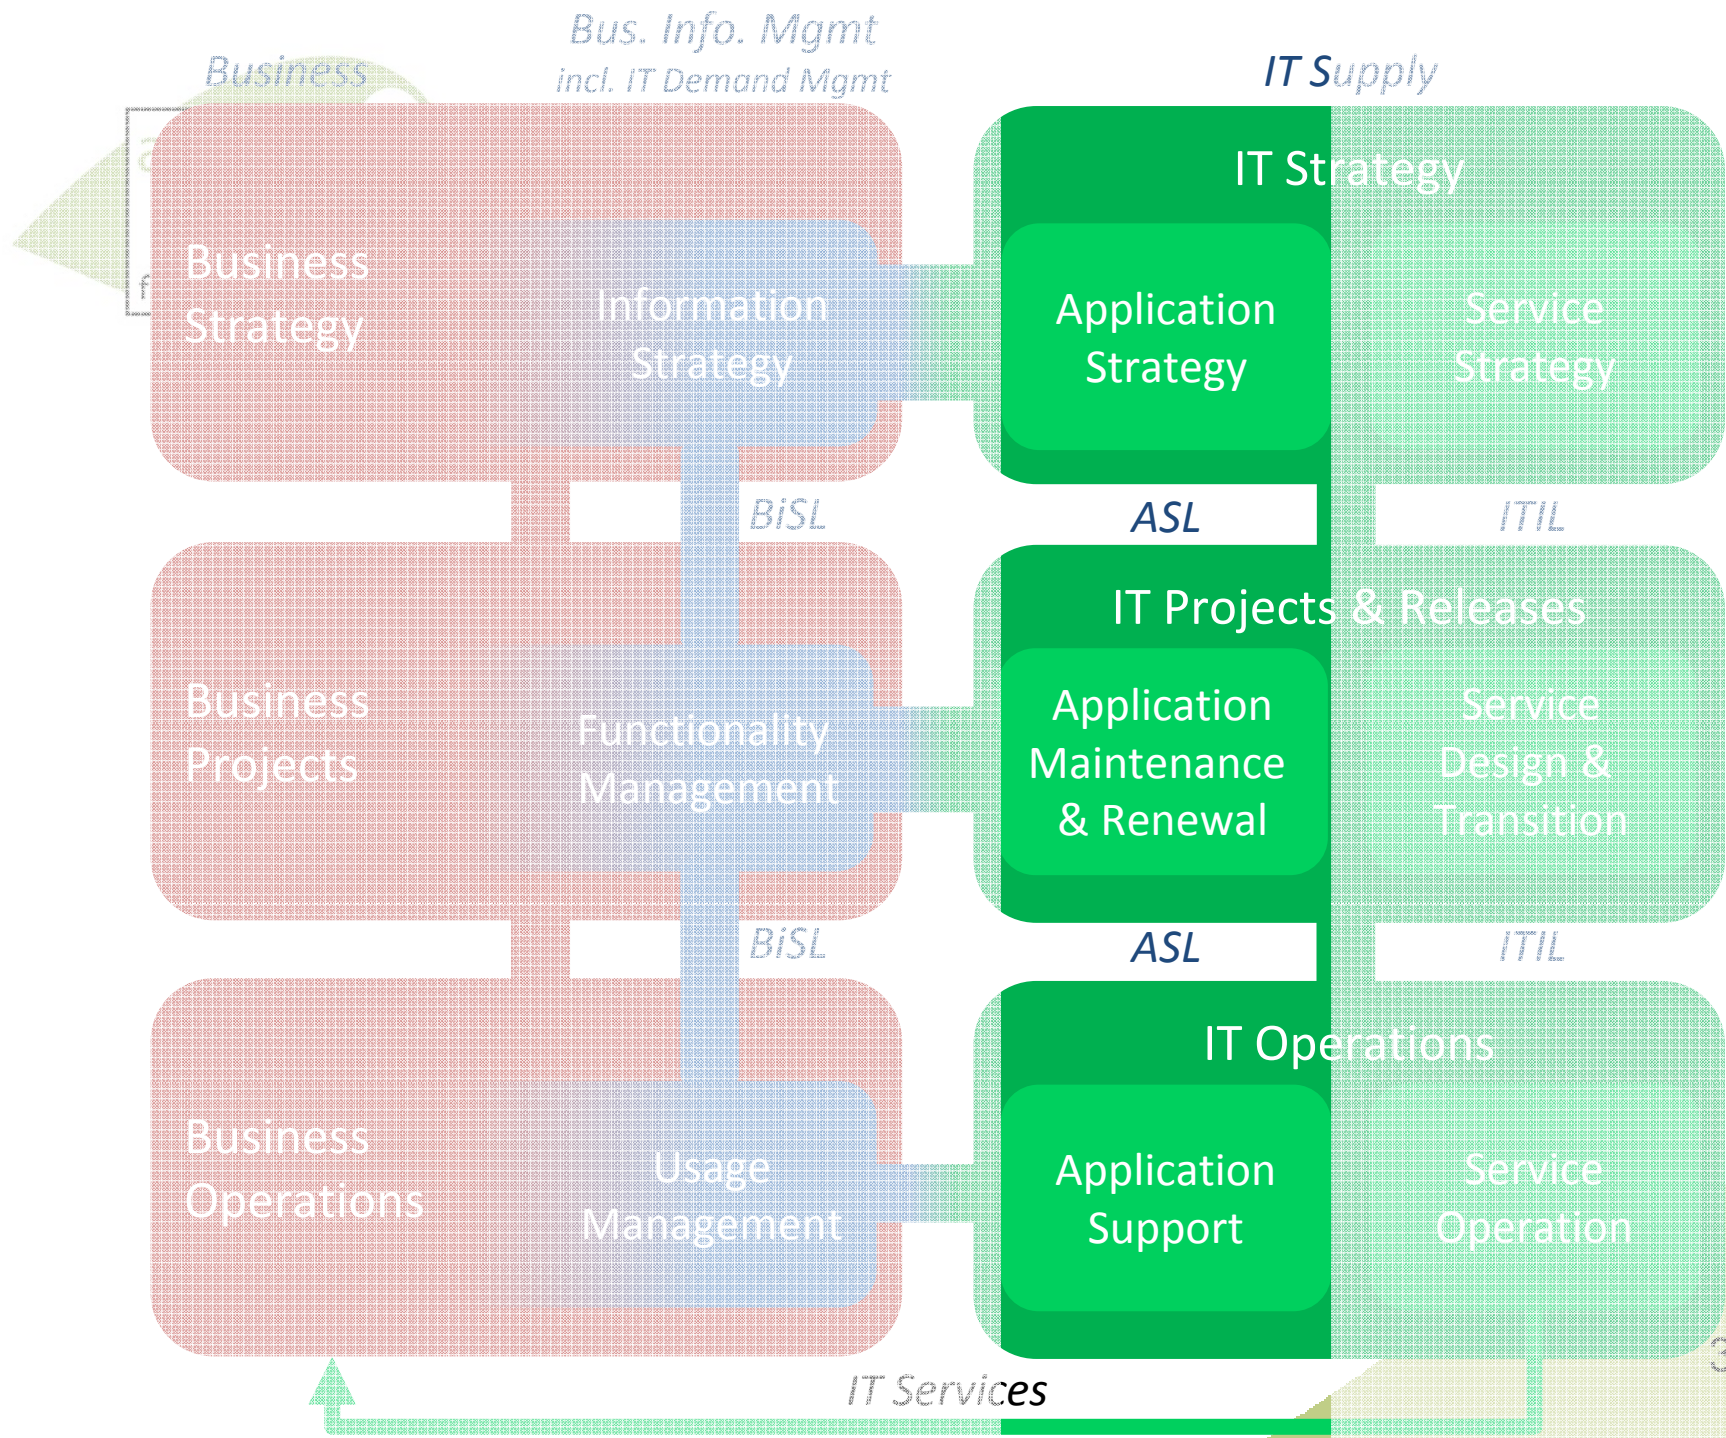 Business
Bus. Info. Mgmt
incl. IT Demand Mgmt
IT Supply
a
f
Business
Strategy
Information
Strategy
IT Strategy
Application
Strategy
Service
Strategy
BiSL
ASL
ITIL
Business
Projects
Functionality
Management
IT Projects & Releases
Application
Maintenance
& Renewal
Service
Design &
Transition
BiSL
ASL
ITIL
Business
Operations
Usage
Management
IT Operations
Application
Support
Service
Operation
IT Services
3